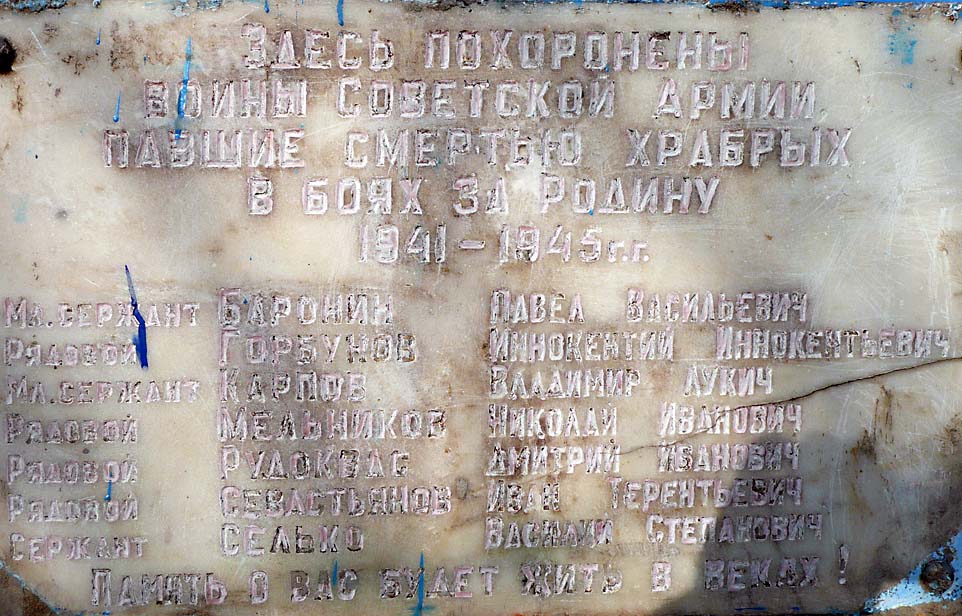 Здесь похоронены
воины Советской Армии
павшие смертью храбрых
в боях за Родину
1941-1945г.г.
Мл.сержант Баронин Павел Васильевич
Рядовой Горбунов Иннокентий Иннокентьевич
Мл.сержант Карпов Владимир Лукич
Рядовой Мельников Николай Иванович
Рядовой Рудоквас Дмитрий Иванович
Рядовой Севастьянов Иван Терентьевич
Сержант Селько Василий Степанович
Память о вас будет жить в веках!